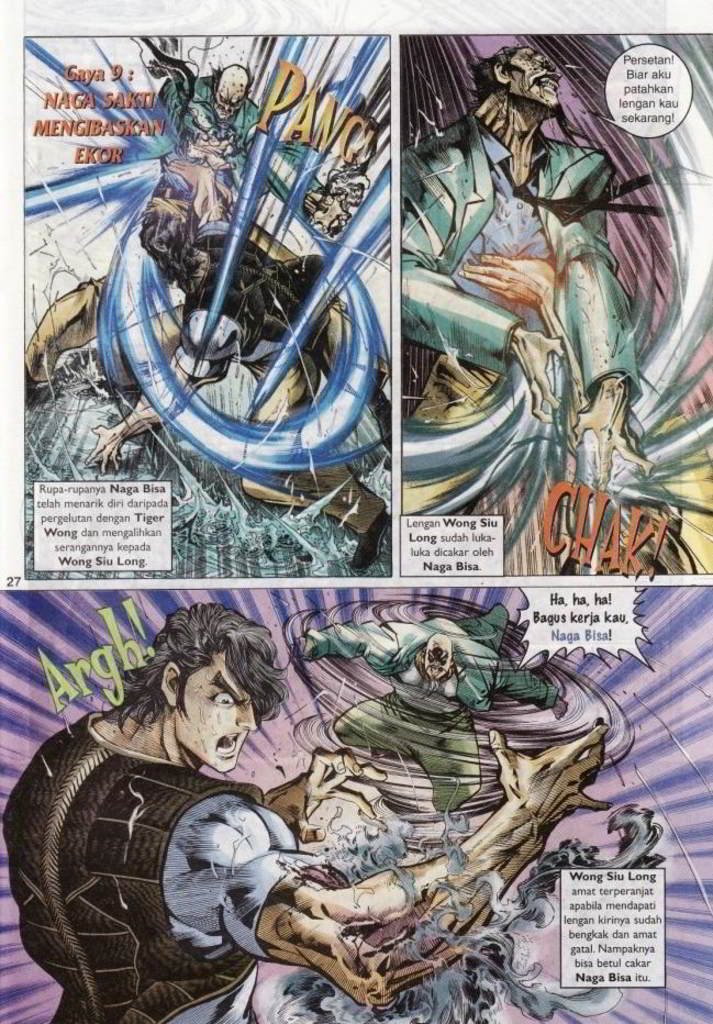 Gaya 9 :
NAGA SAKTI
MENGIBASKAN
EKOR
PANG!
Rupa-rupanya Naga Bisa
telah menarik diri daripada
pergelutan dengan Tiger
Wong dan mengalihkan
serangannya kepada
Wong Siu Long.
Persetan!
Biar aku
patahkan
lengan kau
sekarang!
Lengan Wong Siu
Long sudah luka-
luka dicakar oleh
Naga Bisa.
CHAK!
27
Argh!
Ha, ha, ha!
Bagus kerja kau,
Naga Bisa!
Wong Siu Long
amat terperanjat
apabila mendapati
lengan kirinya sudah
bengkak dan amat
gatal. Nampaknya
bisa betul cakar
Naga Bisa itu.